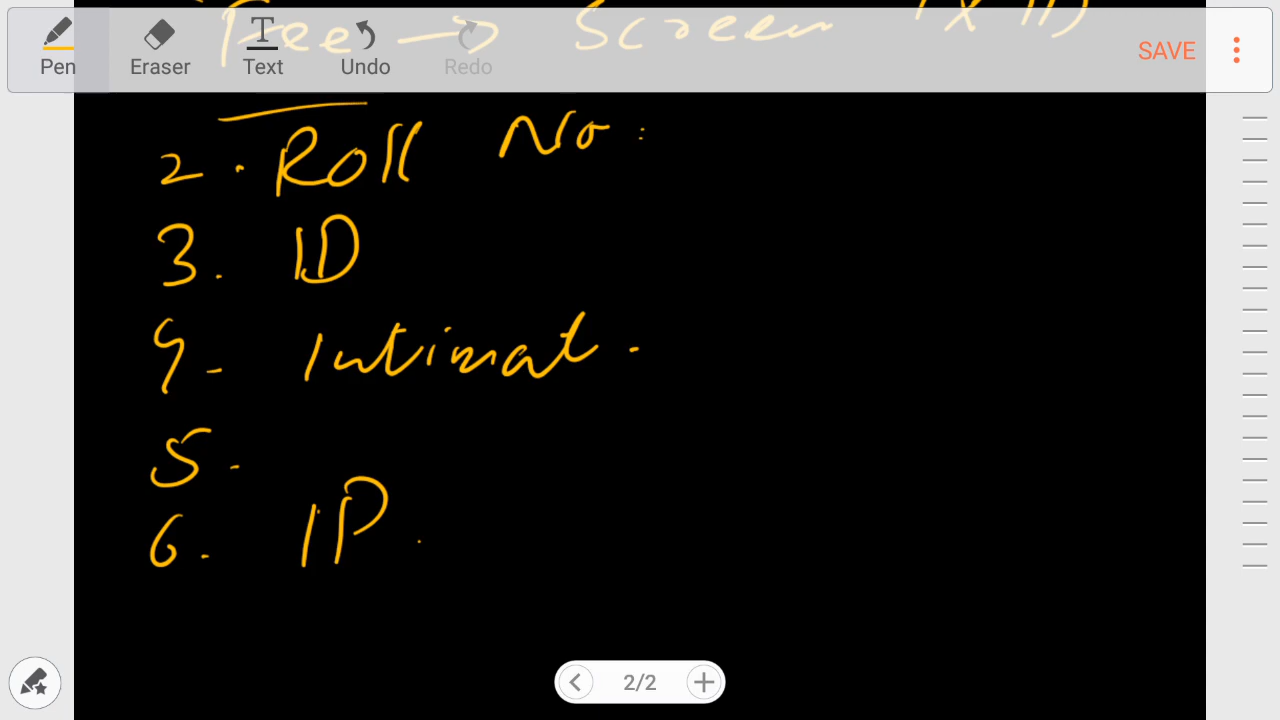 Free → Screen
Pen Eraser Text Undo Redo SAVE
2. Roll No:
3. ID
4. Intimat.
5.
6. IP.
2/2